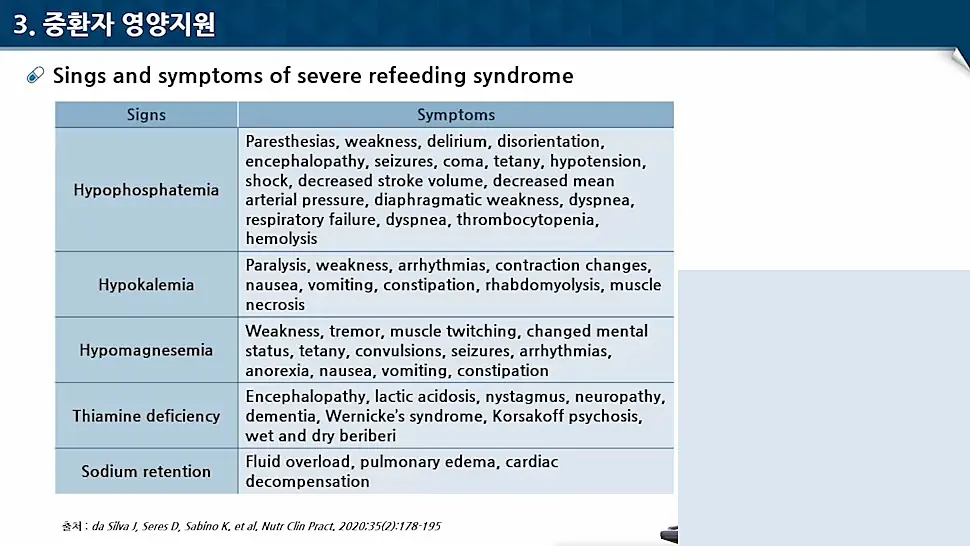 3. 중환자 영양지원
Sings and symptoms of severe refeeding syndrome
Signs
Symptoms
Hypophosphatemia
Paresthesias, weakness, delirium, disorientation,
encephalopathy, seizures, coma, tetany, hypotension,
shock, decreased stroke volume, decreased mean
arterial pressure, diaphragmatic weakness, dyspnea,
respiratory failure, dyspnea, thrombocytopenia,
hemolysis
Hypokalemia
Paralysis, weakness, arrhythmias, contraction changes,
nausea, vomiting, constipation, rhabdomyolysis, muscle
necrosis
Hypomagnesemia
Weakness, tremor, muscle twitching, changed mental
status, tetany, convulsions, seizures, arrhythmias,
anorexia, nausea, vomiting, constipation
Thiamine deficiency
Encephalopathy, lactic acidosis, nystagmus, neuropathy,
dementia, Wernicke's syndrome, Korsakoff psychosis,
wet and dry beriberi
Sodium retention
Fluid overload, pulmonary edema, cardiac
decompensation
출처 : da Silva J, Seres D, Sabino K, et al, Nutr Clin Pract. 2020;35(2):178-195